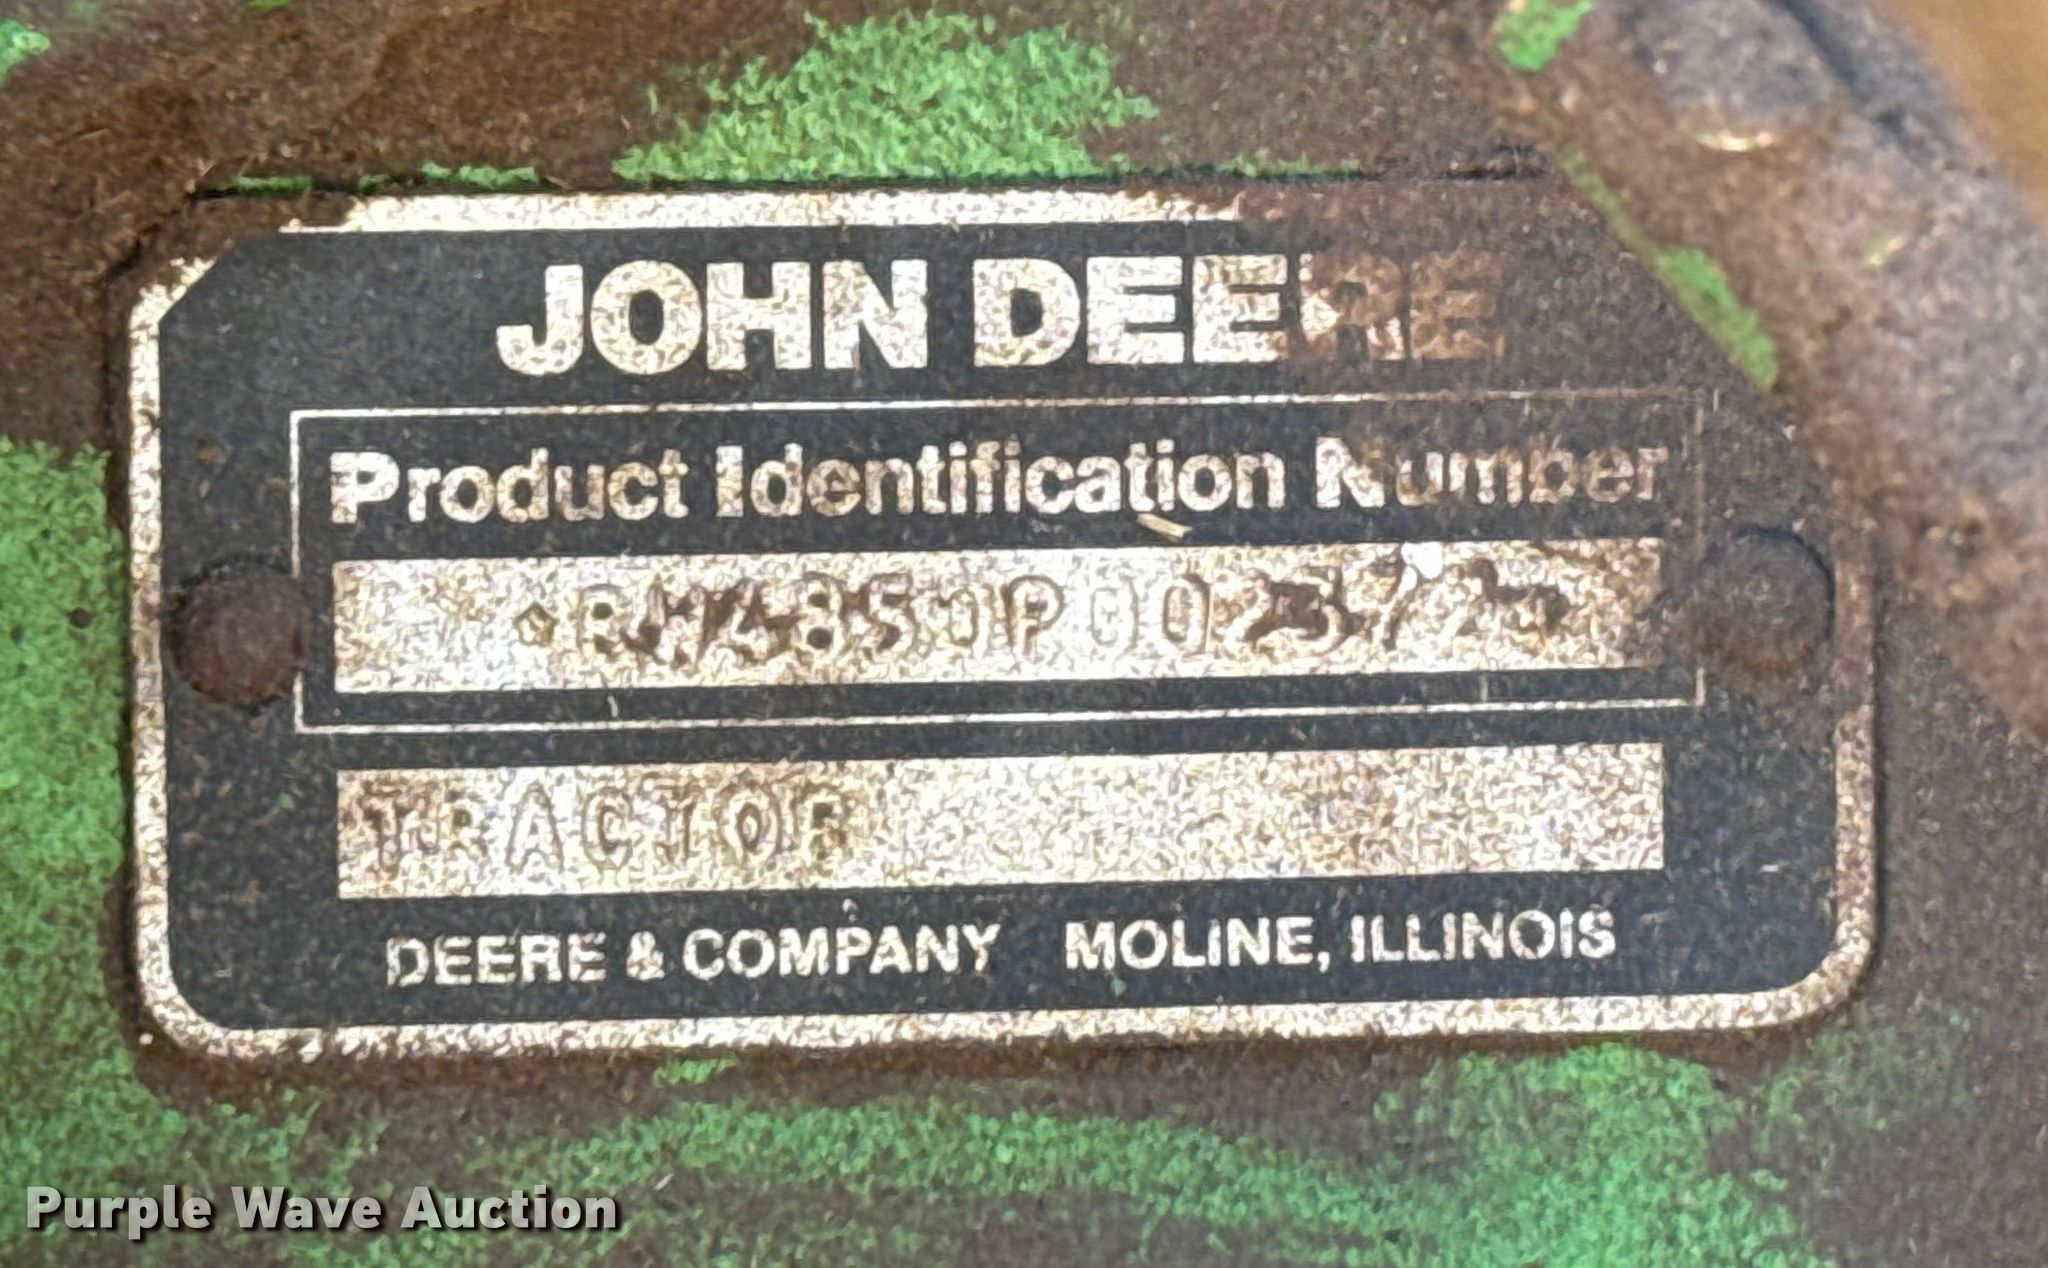 JOHN DEERE
Product Identification Number
TRACTOR
DEERE & COMPANY MOLINE, ILLINOIS
Purple Wave Auction